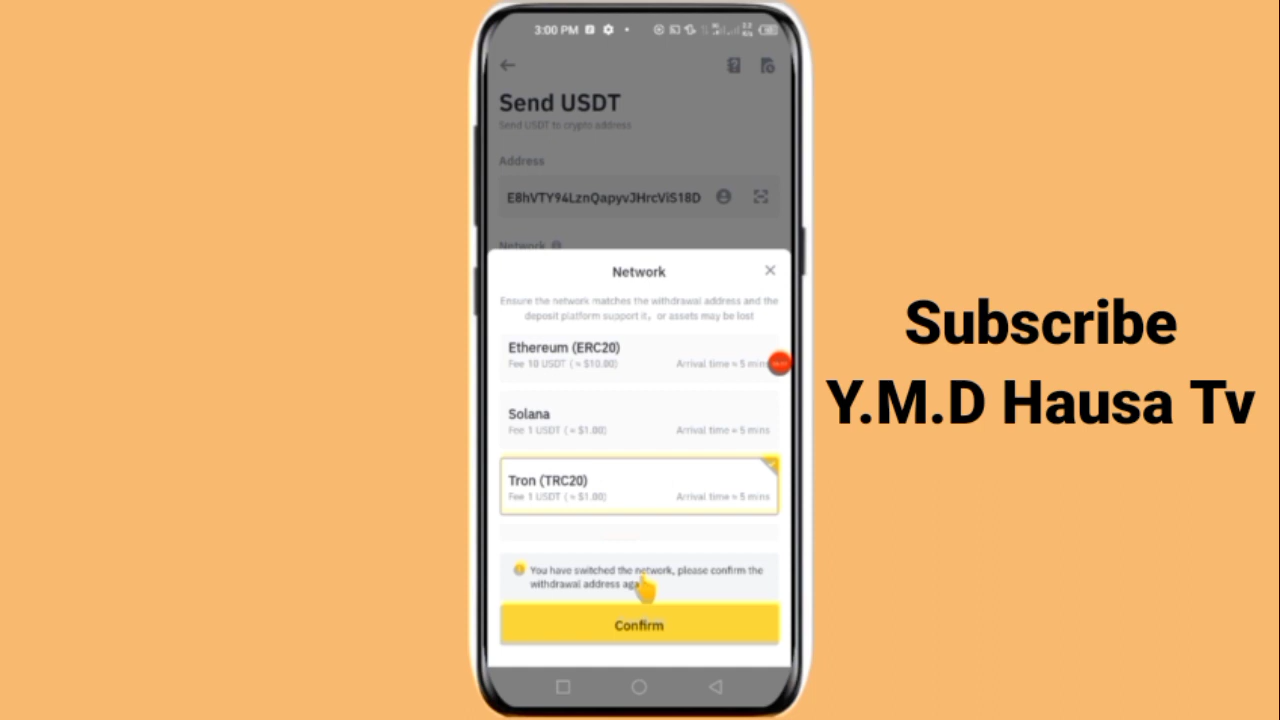 3:00 PM
Send USDT
Send USDT to crypto address
Address
E8hVTY94LznQapyvJHrcViS18D
Network
Network
Ensure the network matches the withdrawal address and the
deposit platform support it, or assets may be lost
Ethereum (ERC20)
Fee 10 USDT (≈ $10.00)
Arrival time ≈ 5 mins
Solana
Fee 1 USDT (≈ $1.00)
Arrival time ≈ 5 mins
Tron (TRC20)
Fee 1 USDT (≈ $1.00)
Arrival time ≈ 5 mins
You have switched the network, please confirm the
withdrawal address
Confirm
Subscribe
Y.M.D Hausa Tv